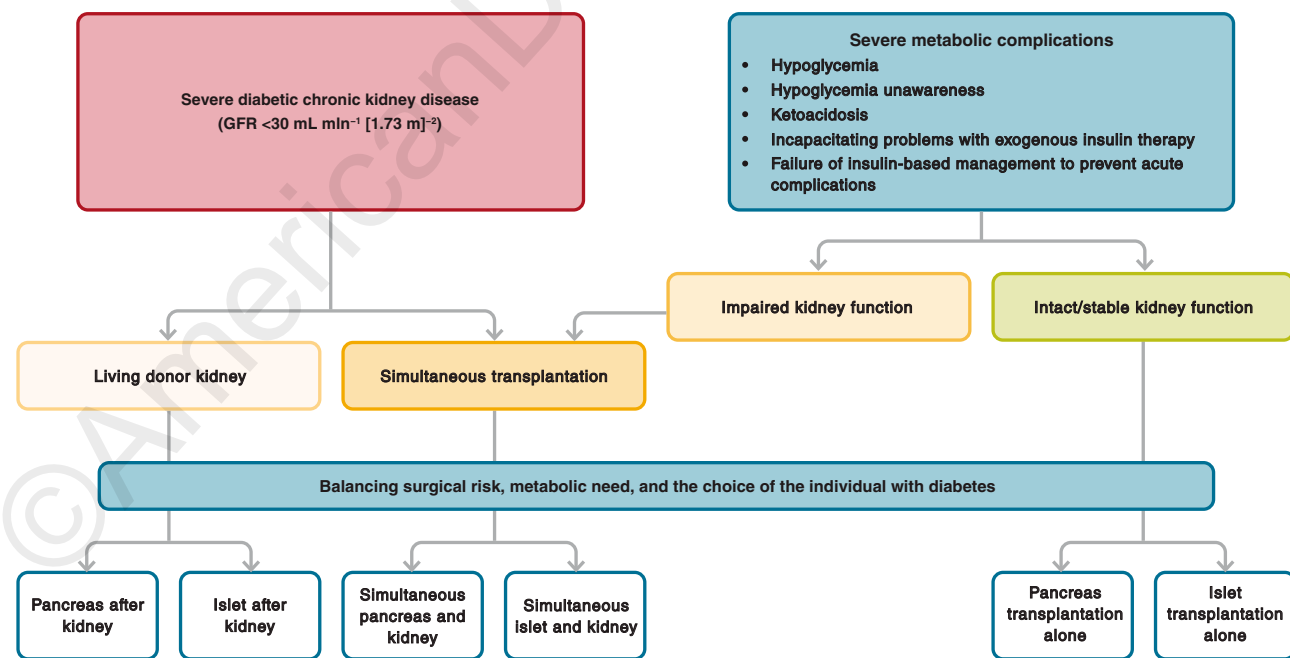 Severe diabetic chronic kidney disease
(GFR <30 mL mln⁻¹ [1.73 m]⁻²)
Severe metabolic complications
• Hypoglycemia
• Hypoglycemia unawareness
• Ketoacidosis
• Incapacitating problems with exogenous insulin therapy
• Failure of insulin-based management to prevent acute
complications
Impaired kidney function
Intact/stable kidney function
Living donor kidney
Simultaneous transplantation
Balancing surgical risk, metabolic need, and the choice of the individual with diabetes
Pancreas after
kidney
Islet after
kidney
Simultaneous
pancreas and
kidney
Simultaneous
islet and kidney
Pancreas
transplantation
alone
Islet
transplantation
alone
©AmericanD